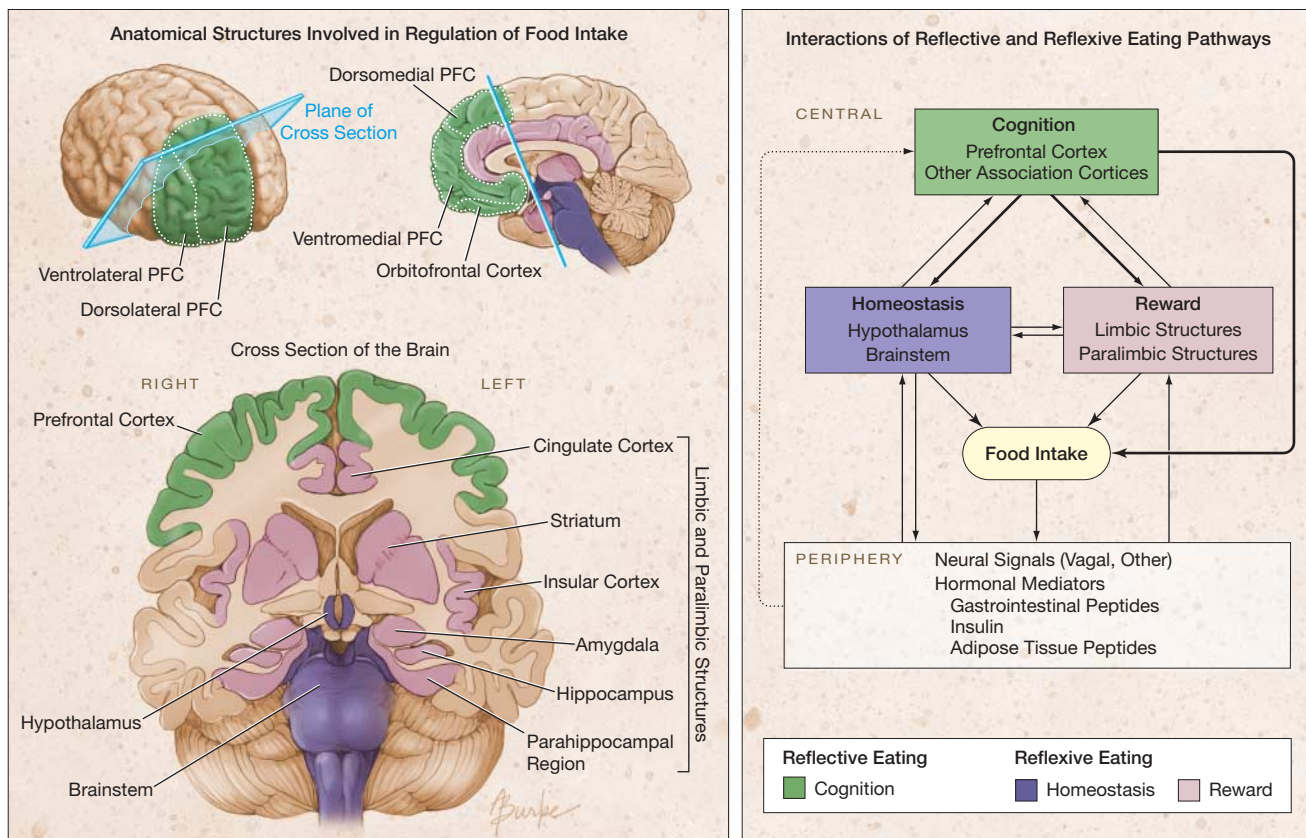 Anatomical Structures Involved in Regulation of Food Intake
Dorsomedial PFC
Plane of
Cross Section
Ventromedial PFC
Orbitofrontal Cortex
Ventrolateral PFC
Dorsolateral PFC
Cross Section of the Brain
RIGHT
LEFT
Prefrontal Cortex
Cingulate Cortex
Striatum
Insular Cortex
Amygdala
Hippocampus
Parahippocampal
Region
Hypothalamus
Brainstem
Limbic and Paralimbic Structures
ABurke
Interactions of Reflective and Reflexive Eating Pathways
CENTRAL
Cognition
Prefrontal Cortex
Other Association Cortices
Homeostasis
Hypothalamus
Brainstem
Reward
Limbic Structures
Paralimbic Structures
Food Intake
PERIPHERY
Neural Signals (Vagal, Other)
Hormonal Mediators
Gastrointestinal Peptides
Insulin
Adipose Tissue Peptides
Reflective Eating
Cognition
Reflexive Eating
Homeostasis
Reward